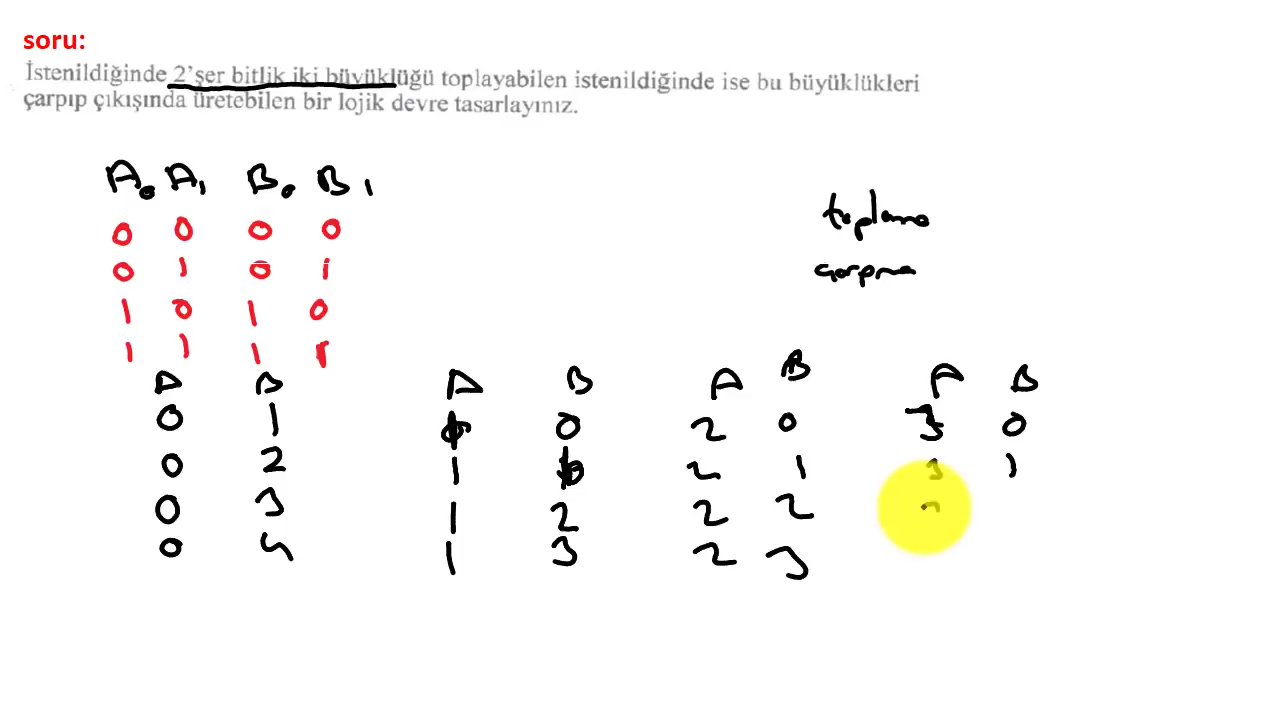 soru:
İstenildiğinde 2'şer bitlik iki büyüklüğü toplayabilen istenildiğinde ise bu büyüklükleri
çarpıp çıkışında üretebilen bir lojik devre tasarlayınız.
A0 A1 B0 B1
0 0 0 0
0 1 0 1
1 0 1 0
1 1 1 1
toplama
çarpma
A B A B A B A B
0 1 1 0 2 0 3 0
0 2 1 1 2 1 3 1
0 3 1 2 2 2
0 4 1 3 2 3